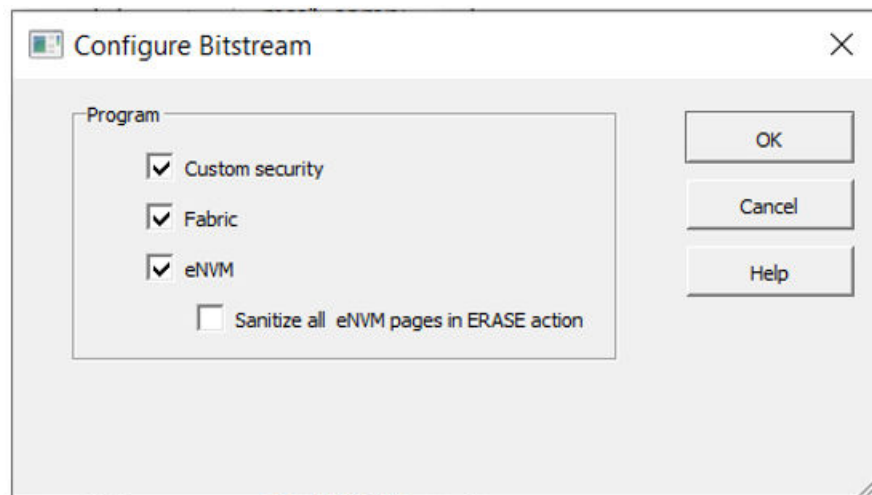 Configure Bitstream
Program
Custom security
Fabric
eNVM
Sanitize all eNVM pages in ERASE action
OK
Cancel
Help